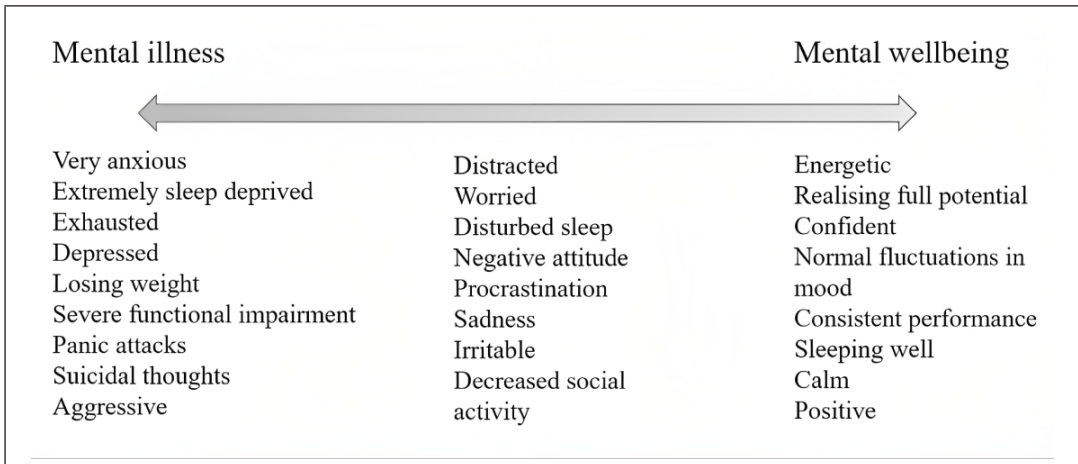 Mental illness
Mental wellbeing
Very anxious
Extremely sleep deprived
Exhausted
Depressed
Losing weight
Severe functional impairment
Panic attacks
Suicidal thoughts
Aggressive
Distracted
Worried
Disturbed sleep
Negative attitude
Procrastination
Sadness
Irritable
Decreased social
activity
Energetic
Realising full potential
Confident
Normal fluctuations in
mood
Consistent performance
Sleeping well
Calm
Positive